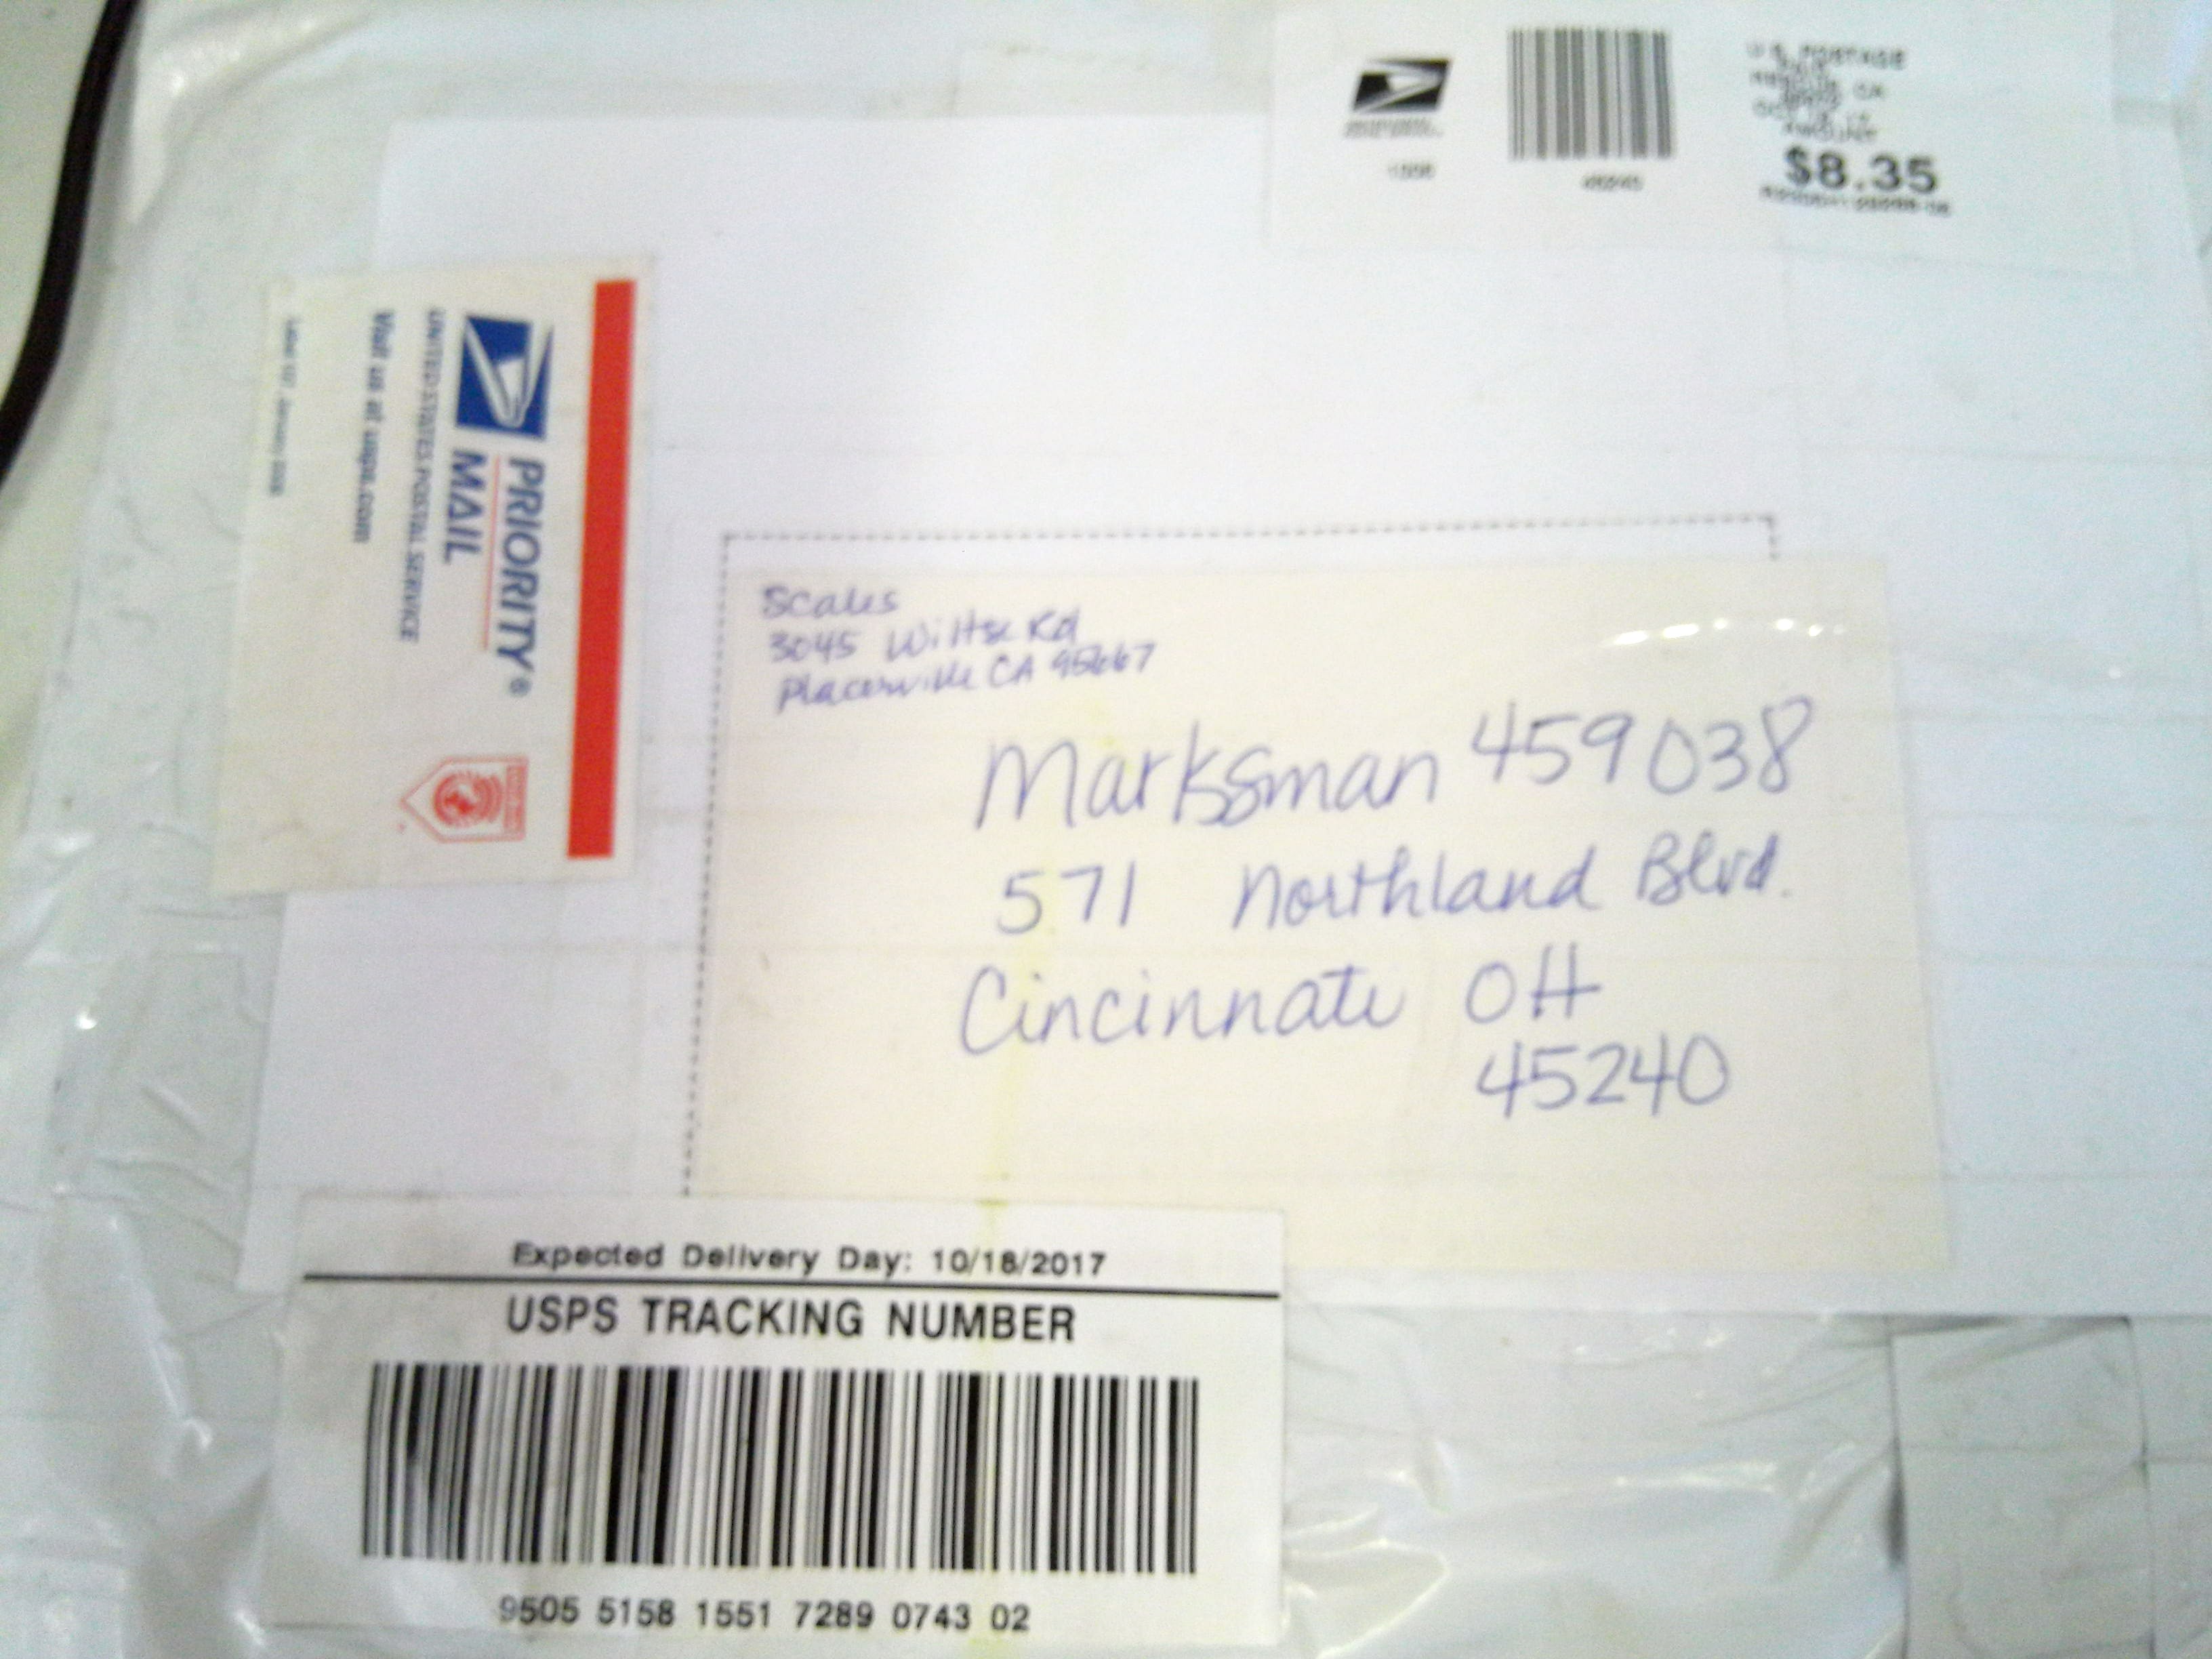 U.S. POSTAGE
AMOUNT
$8.35
PRIORITY®
MAIL
UNITED STATES POSTAL SERVICE
Visit us at usps.com
Scales
3045 Wiltse Rd
Placerville CA 95667
Marksman 459038
571 Northland Blvd.
Cincinnati OH
45240
Expected Delivery Day: 10/18/2017
USPS TRACKING NUMBER
9505 5158 1551 7289 0743 02